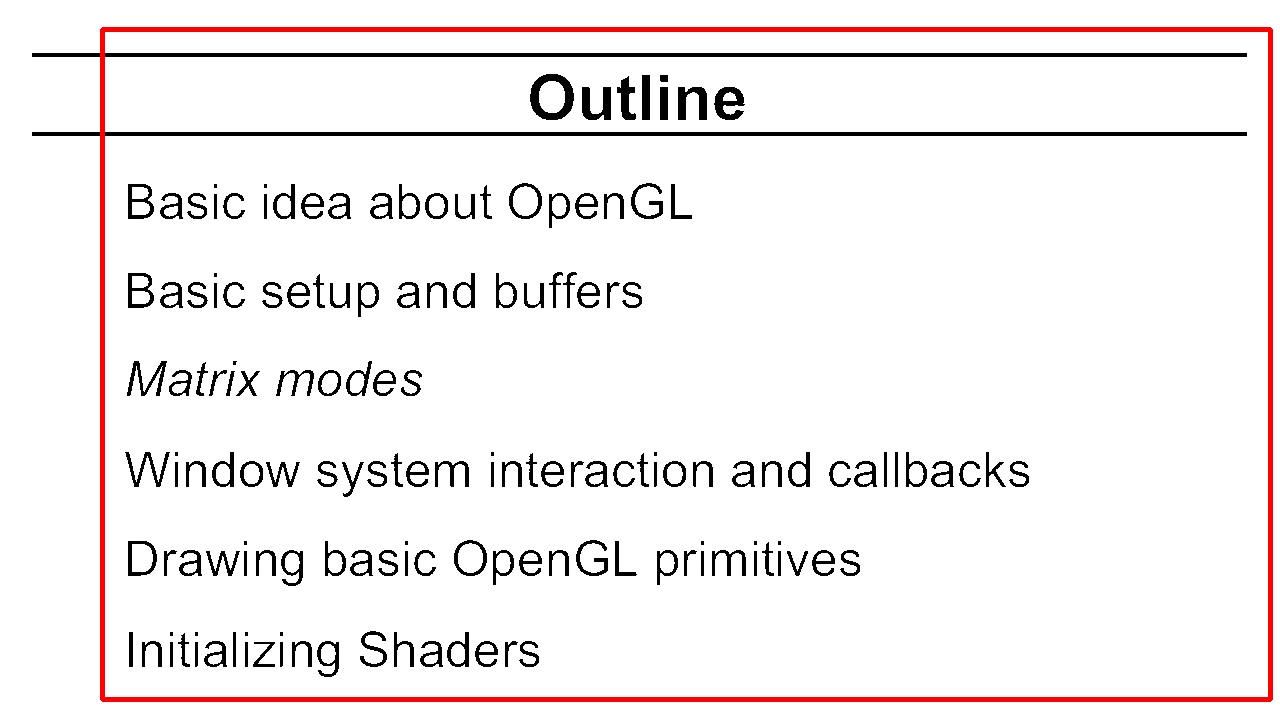 Outline
Basic idea about OpenGL
Basic setup and buffers
Matrix modes
Window system interaction and callbacks
Drawing basic OpenGL primitives
Initializing Shaders